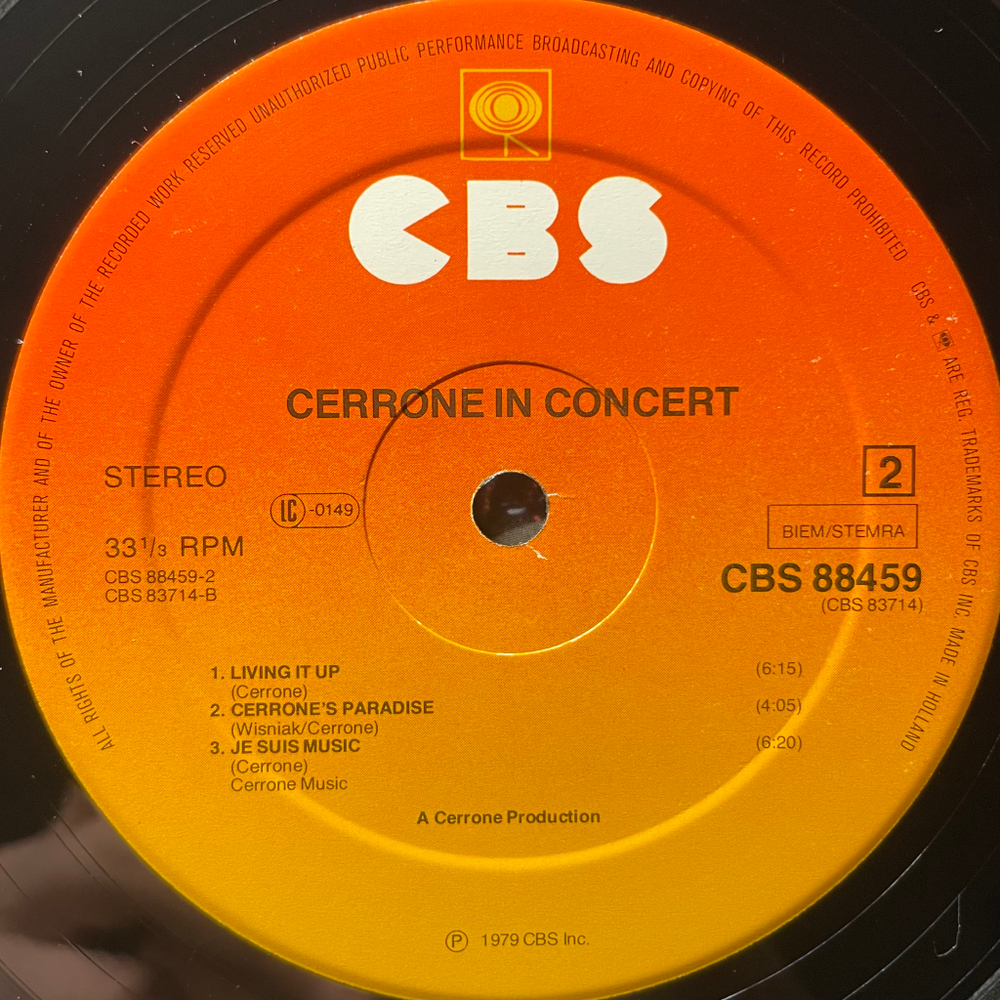 ALL RIGHTS OF THE MANUFACTURER AND OF THE OWNER OF THE RECORDED WORK RESERVED UNAUTHORIZED PUBLIC PERFORMANCE BROADCASTING AND COPYING OF THIS RECORD PROHIBITED CBS & ARE REG. TRADEMARKS OF CBS INC. MADE IN HOLLAND
CBS
CERRONE IN CONCERT
STEREO
2
LC -0149
BIEM/STEMRA
33 1/3 RPM
CBS 88459
CBS 88459-2
CBS 83714-B
(CBS 83714)
1. LIVING IT UP (6:15)
(Cerrone)
2. CERRONE'S PARADISE (4:05)
(Wisniak/Cerrone)
3. JE SUIS MUSIC (6:20)
(Cerrone)
Cerrone Music
A Cerrone Production
Ⓟ 1979 CBS Inc.